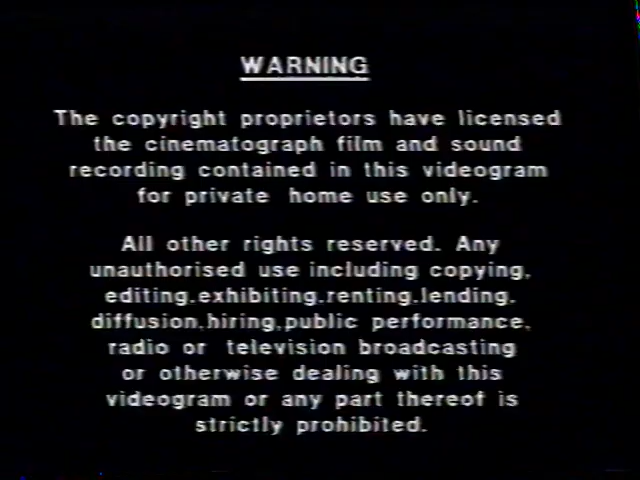 WARNING
The copyright proprietors have licensed
the cinematograph film and sound
recording contained in this videogram
for private home use only.
All other rights reserved. Any
unauthorised use including copying,
editing,exhibiting,renting,lending,
diffusion,hiring,public performance,
radio or television broadcasting
or otherwise dealing with this
videogram or any part thereof is
strictly prohibited.